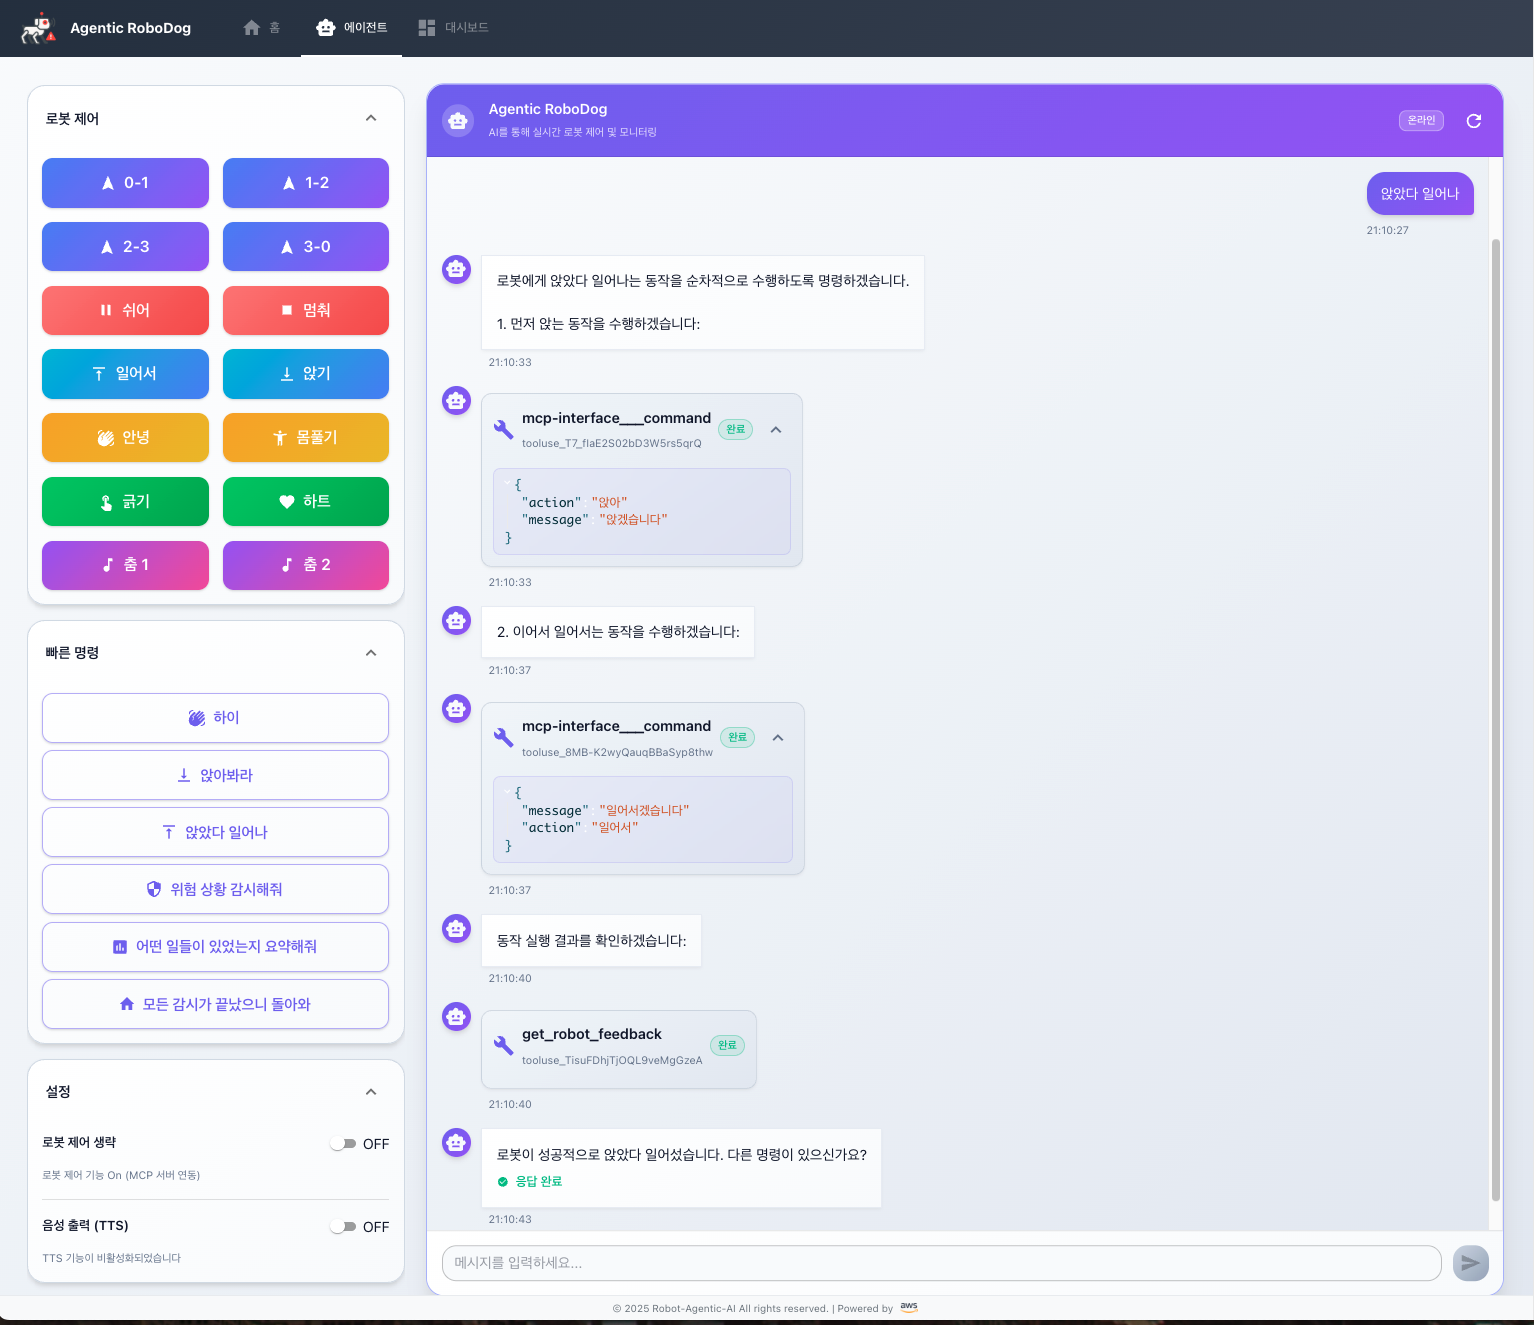 Agentic RoboDog
홈
에이전트
대시보드
로봇 제어
0-1
1-2
2-3
3-0
쉬어
멈춰
일어서
앉기
안녕
몸풀기
긁기
하트
춤 1
춤 2
빠른 명령
하이
앉아봐라
앉았다 일어나
위험 상황 감시해줘
어떤 일들이 있었는지 요약해줘
모든 감시가 끝났으니 돌아와
설정
로봇 제어 생략
OFF
로봇 제어 기능 On (MCP 서버 연동)
음성 출력 (TTS)
OFF
TTS 기능이 비활성화되었습니다
Agentic RoboDog
AI를 통해 실시간 로봇 제어 및 모니터링
온라인
앉았다 일어나
21:10:27
로봇에게 앉았다 일어나는 동작을 순차적으로 수행하도록 명령하겠습니다.
1. 먼저 앉는 동작을 수행하겠습니다:
21:10:33
mcp-interface___command
완료
tooluse_T7_fIaE2S02bD3W5rs5qrQ
{
"action": "앉아"
"message": "앉겠습니다"
}
21:10:33
2. 이어서 일어서는 동작을 수행하겠습니다:
21:10:37
mcp-interface___command
완료
tooluse_8MB-K2wyQauqBBaSyp8thw
{
"message": "일어서겠습니다"
"action": "일어서"
}
21:10:37
동작 실행 결과를 확인하겠습니다:
21:10:40
get_robot_feedback
완료
tooluse_TisuFDhjTjOQL9veMgGzeA
21:10:40
로봇이 성공적으로 앉았다 일어섰습니다. 다른 명령이 있으신가요?
응답 완료
21:10:43
메시지를 입력하세요...
© 2025 Robot-Agentic-AI All rights reserved. | Powered by aws